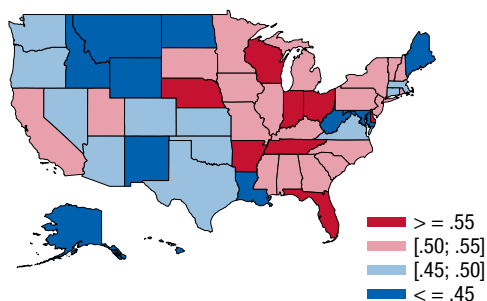 > = .55
[.50; .55]
[.45; .50]
< = .45